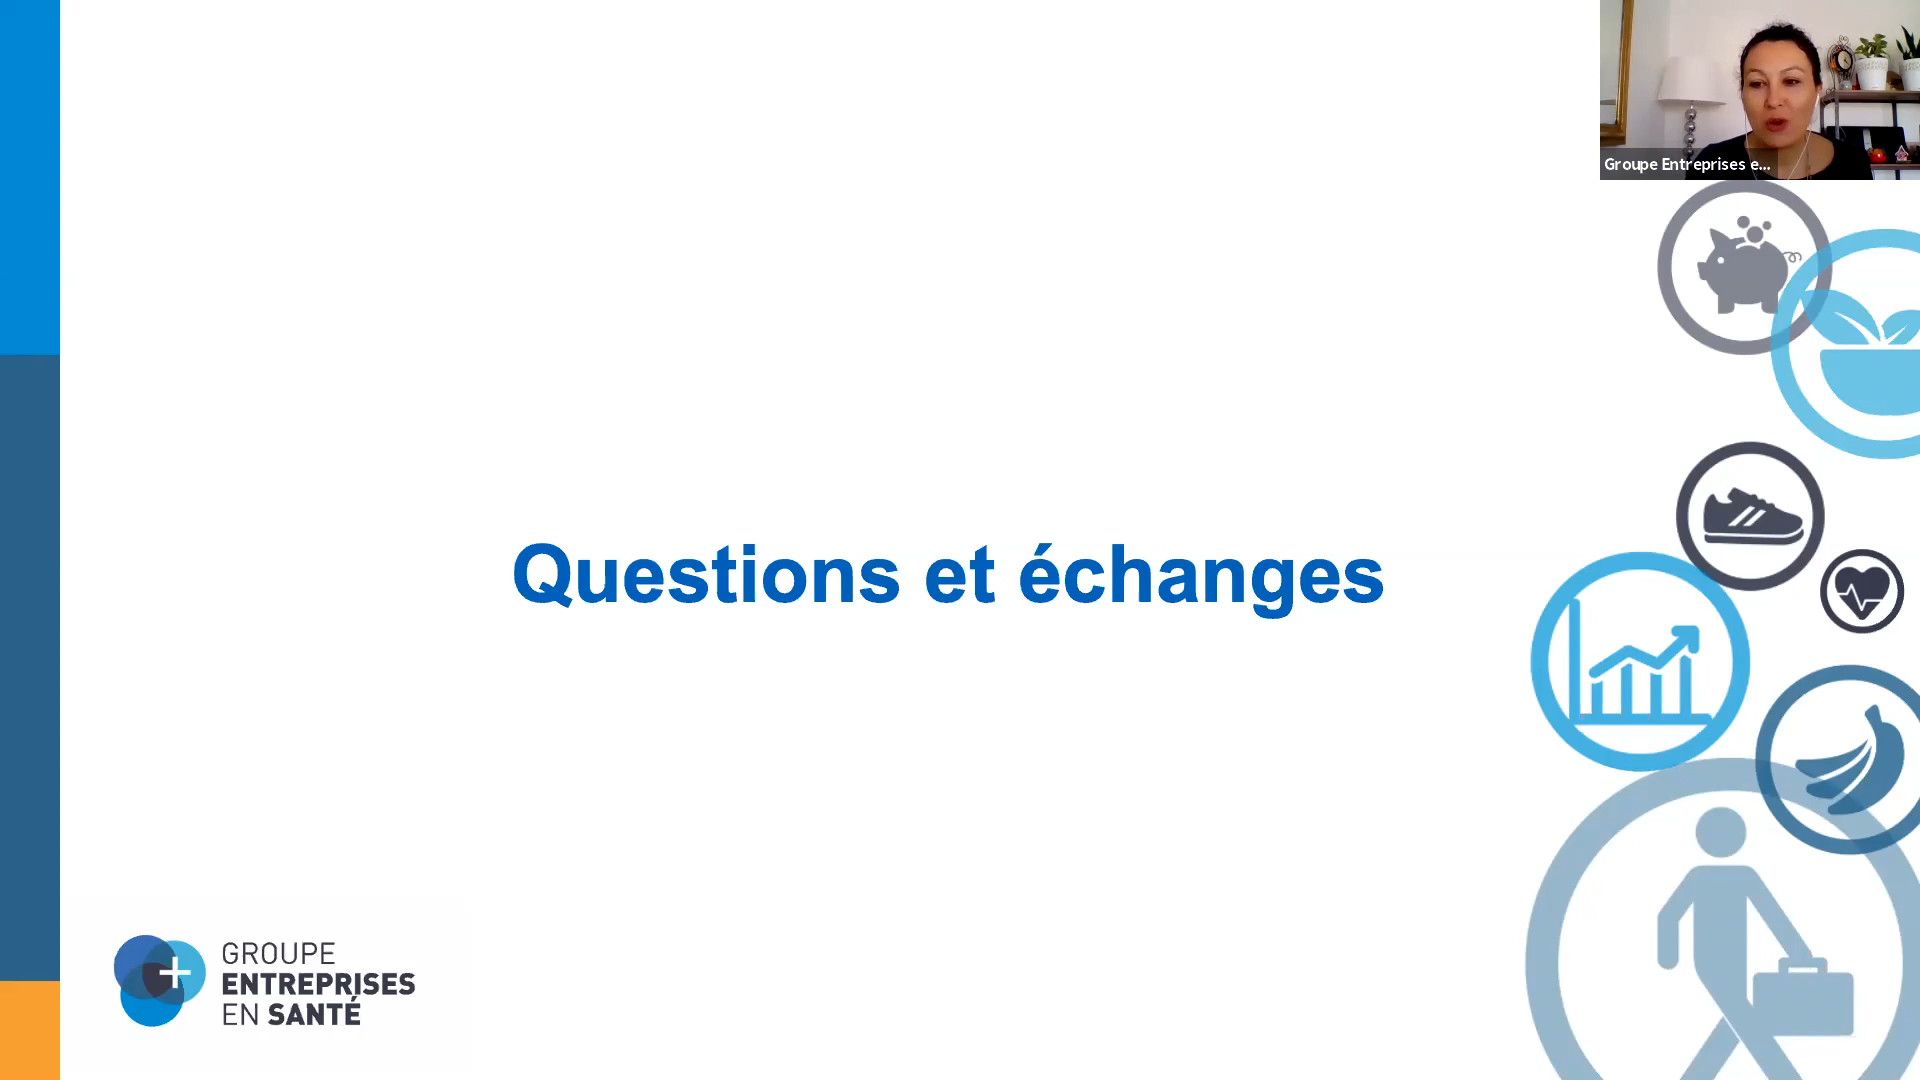 Groupe Entreprises e...
Questions et échanges
GROUPE
ENTREPRISES
EN SANTÉ